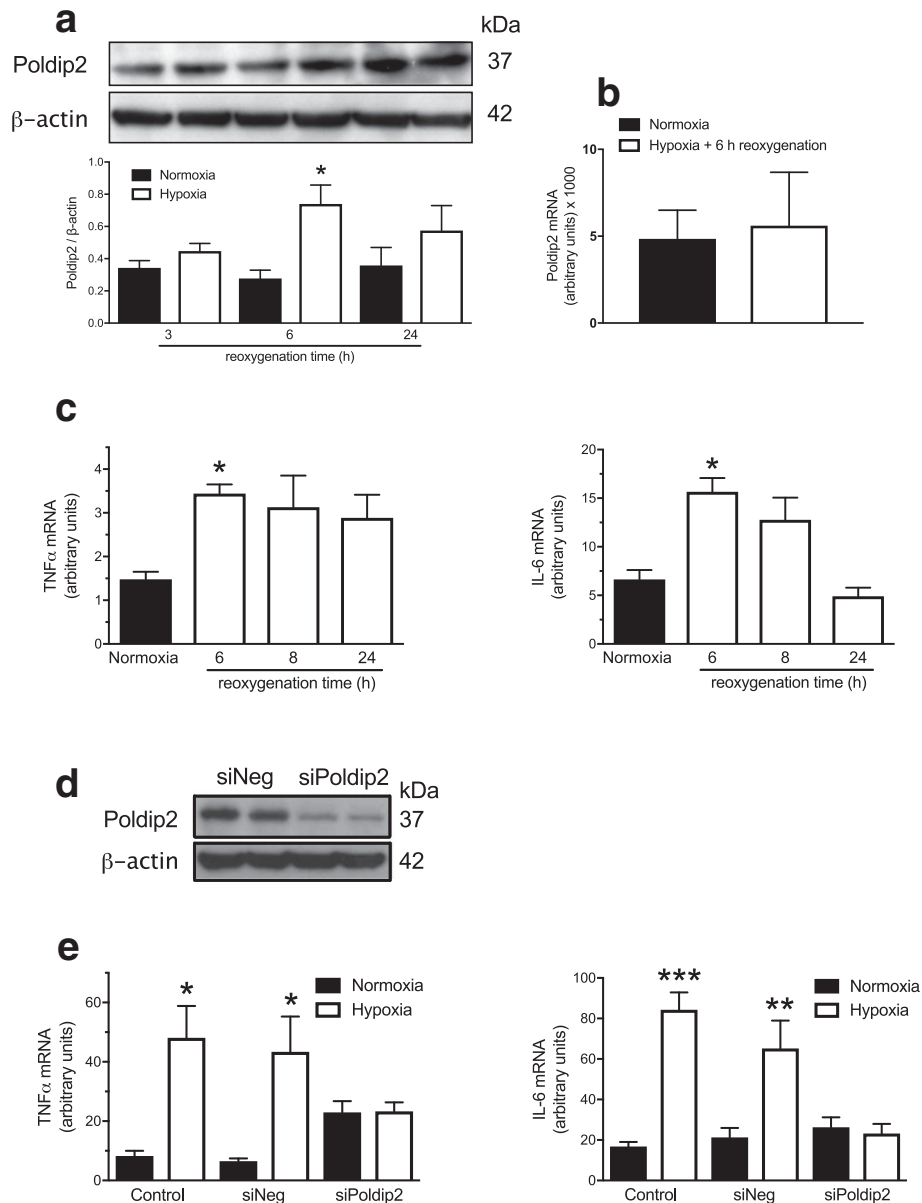 a
kDa
Poldip2
37
β-actin
42
Normoxia
Hypoxia
*
Poldip2 / β-actin
1.0
0.8
0.6
0.4
0.2
0.0
3 6 24
reoxygenation time (h)
b
Normoxia
Hypoxia + 6 h reoxygenation
Poldip2 mRNA
(arbitrary units) x 1000
10
5
0
c
TNFα mRNA
(arbitrary units)
4
3
2
1
0
*
Normoxia 6 8 24
reoxygenation time (h)
IL-6 mRNA
(arbitrary units)
20
15
10
5
0
*
Normoxia 6 8 24
reoxygenation time (h)
d
siNeg siPoldip2
kDa
Poldip2
37
β-actin
42
e
TNFα mRNA
(arbitrary units)
60
40
20
0
* *
Normoxia
Hypoxia
Control siNeg siPoldip2
IL-6 mRNA
(arbitrary units)
100
80
60
40
20
0
*** **
Normoxia
Hypoxia
Control siNeg siPoldip2